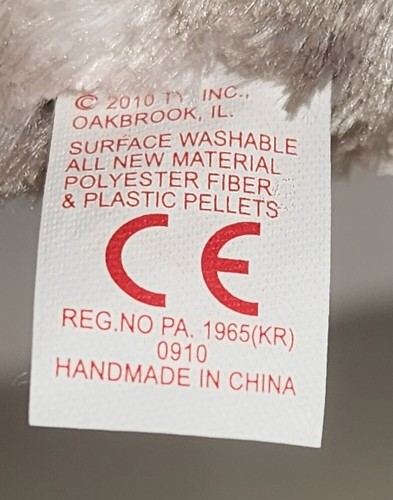 © 2010 TY INC.,
OAKBROOK, IL.
SURFACE WASHABLE
ALL NEW MATERIAL
POLYESTER FIBER
& PLASTIC PELLETS
CE
REG.NO PA. 1965(KR)
0910
HANDMADE IN CHINA